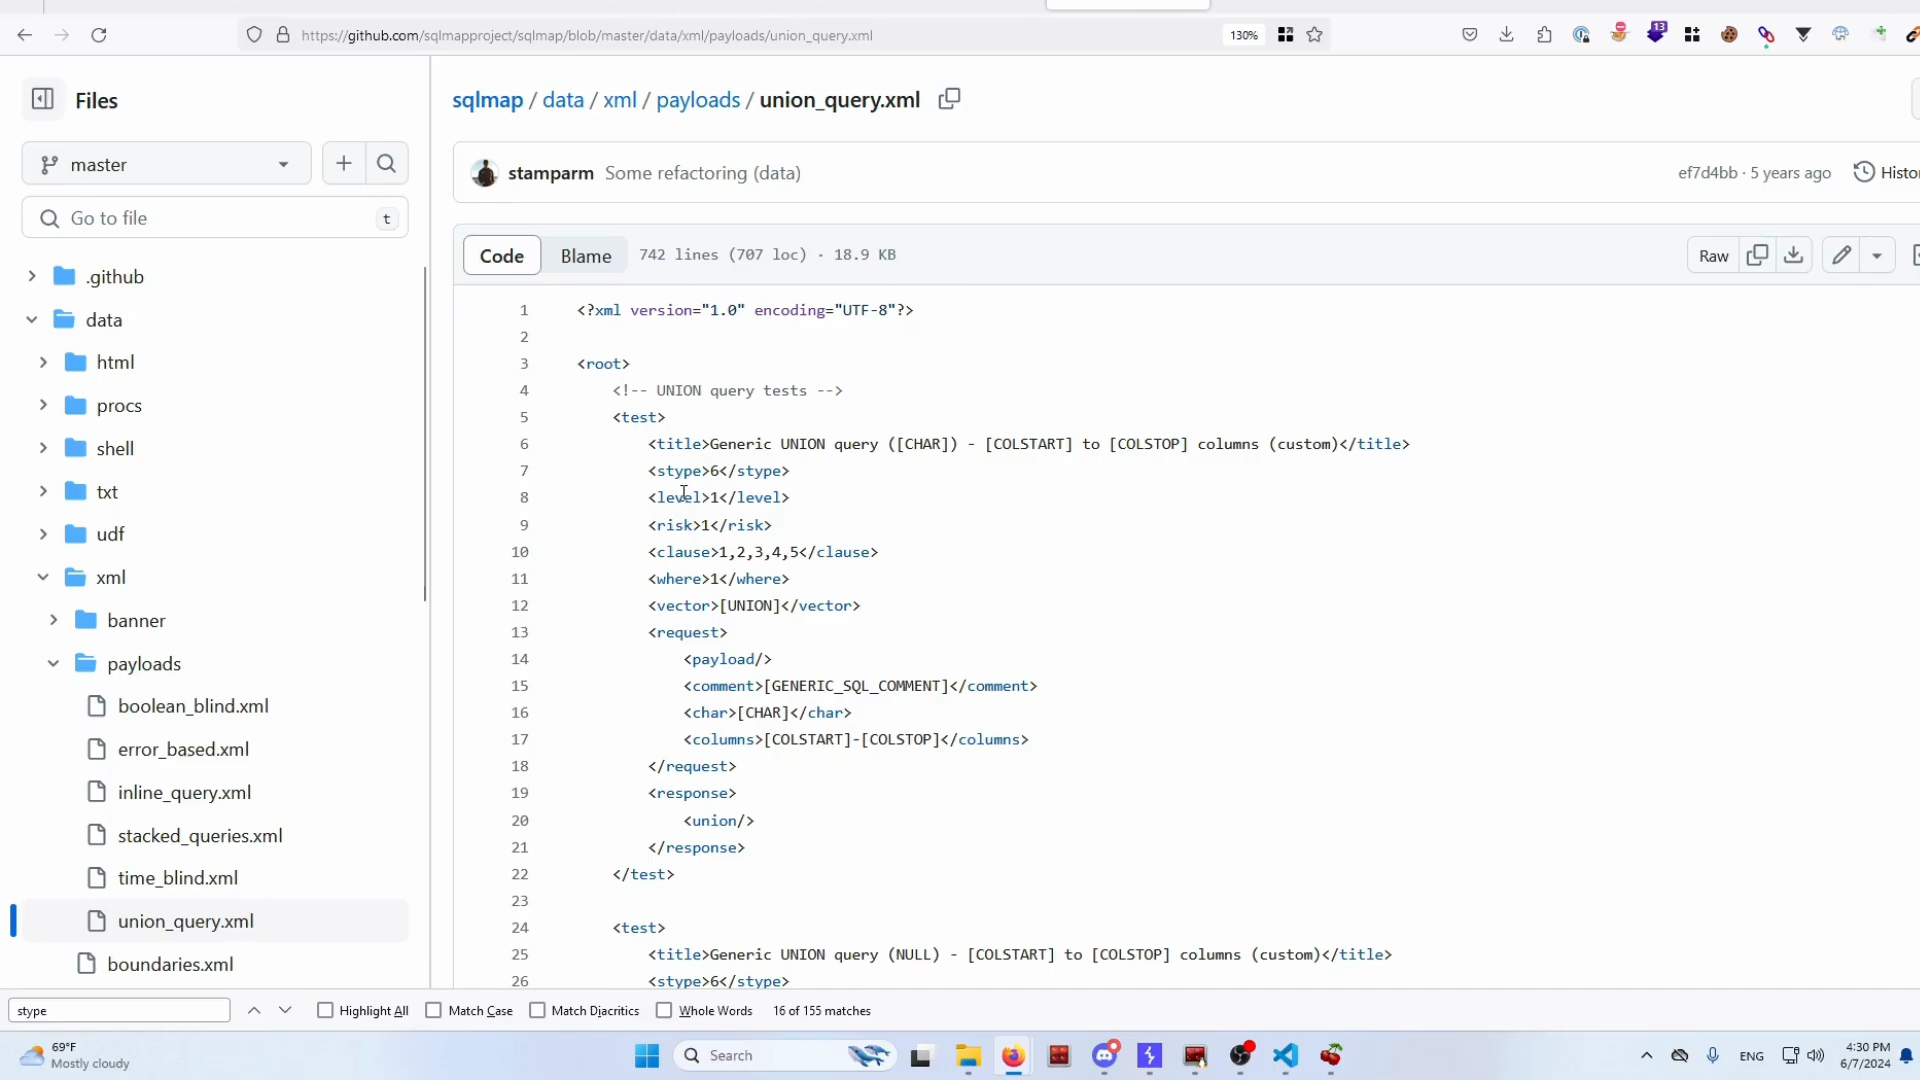 https://github.com/sqlmapproject/sqlmap/blob/master/data/xml/payloads/union_query.xml
130%
13
Files
sqlmap / data / xml / payloads / union_query.xml
master
stamparm Some refactoring (data)
ef7d4bb · 5 years ago
Histo
Go to file
t
Code
Blame
742 lines (707 loc) · 18.9 KB
Raw
.github
data
html
procs
shell
txt
udf
xml
banner
payloads
boolean_blind.xml
error_based.xml
inline_query.xml
stacked_queries.xml
time_blind.xml
union_query.xml
boundaries.xml
1 <?xml version="1.0" encoding="UTF-8"?>
2
3 <root>
4 <!-- UNION query tests -->
5 <test>
6 <title>Generic UNION query ([CHAR]) - [COLSTART] to [COLSTOP] columns (custom)</title>
7 <stype>6</stype>
8 <level>1</level>
9 <risk>1</risk>
10 <clause>1,2,3,4,5</clause>
11 <where>1</where>
12 <vector>[UNION]</vector>
13 <request>
14 <payload/>
15 <comment>[GENERIC_SQL_COMMENT]</comment>
16 <char>[CHAR]</char>
17 <columns>[COLSTART]-[COLSTOP]</columns>
18 </request>
19 <response>
20 <union/>
21 </response>
22 </test>
23
24 <test>
25 <title>Generic UNION query (NULL) - [COLSTART] to [COLSTOP] columns (custom)</title>
26 <stype>6</stype>
stype
Highlight All
Match Case
Match Diacritics
Whole Words
16 of 155 matches
69°F
Mostly cloudy
Search
ENG
4:30 PM
6/7/2024